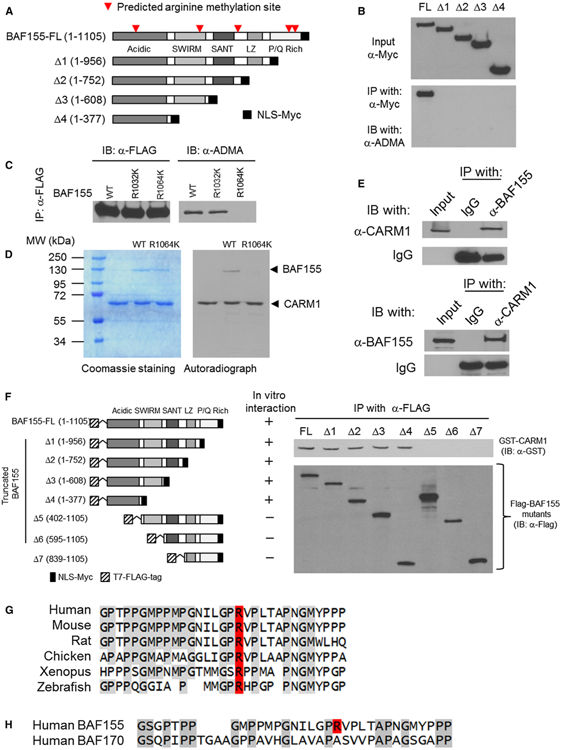 A
Predicted arginine methylation site
BAF155-FL (1-1105)
Acidic SWIRM SANT LZ P/Q Rich
Δ1 (1-956)
Δ2 (1-752)
Δ3 (1-608)
Δ4 (1-377)
NLS-Myc
B
FL Δ1 Δ2 Δ3 Δ4
Input
α-Myc
IP with:
α-Myc
IB with:
α-ADMA
C
IB: α-FLAG IB: α-ADMA
IP: α-FLAG
BAF155
WT R1032K R1064K WT R1032K R1064K
D
MW (kDa)
WT R1064K WT R1064K
250
130
95
72
55
34
BAF155
CARM1
Coomassie staining Autoradiograph
E
IP with:
IB with: Input IgG α-BAF155
α-CARM1
IgG
IP with:
IB with: Input IgG α-CARM1
α-BAF155
IgG
F
In vitro
interaction
Acidic SWIRM SANT LZ P/Q Rich
BAF155-FL (1-1105) +
Truncated
BAF155
Δ1 (1-956) +
Δ2 (1-752) +
Δ3 (1-608) +
Δ4 (1-377) +
Δ5 (402-1105) −
Δ6 (595-1105) −
Δ7 (839-1105) −
NLS-Myc T7-FLAG-tag
IP with α-FLAG
FL Δ1 Δ2 Δ3 Δ4 Δ5 Δ6 Δ7
GST-CARM1
(IB: α-GST)
Flag-BAF155
mutants
(IB: α-Flag)
G
Human GPTPPGMPPMPGNILGPRVPLTAPNGMYPPP
Mouse GPTPPGMPPMPGNILGPRVPLTAPNGMYPPP
Rat GPTPPGMPPMPGNILGPRVPLTAPNGMWLHQ
Chicken APAPPGMAPMAGGLIGPRVPLAAPNGMYPPA
Xenopus HPPPSGMPNMPGTMMGSRPPMAPNGMYPP
Zebrafish GPPPQGGIAP MMGPRHPGPPNGMYPG
H
Human BAF155 GSGPTPP GMPPMPGNILGPRVPLTAPNGMYPPP
Human BAF170 GSQPIPPTGAAGPPAVHGLAVAPASVVPAPAGSGAPP